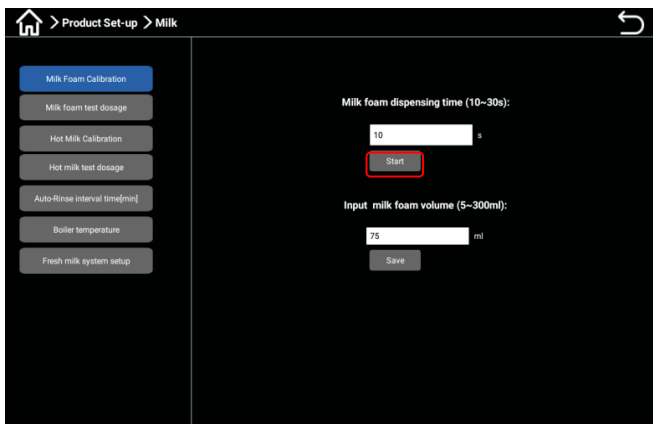 Product Set-up > Milk
Milk Foam Calibration
Milk foam test dosage
Hot Milk Calibration
Hot milk test dosage
Auto-Rinse interval time[min]
Boiler temperature
Fresh milk system setup
Milk foam dispensing time (10~30s):
10 s
Start
Input milk foam volume (5~300ml):
75 ml
Save